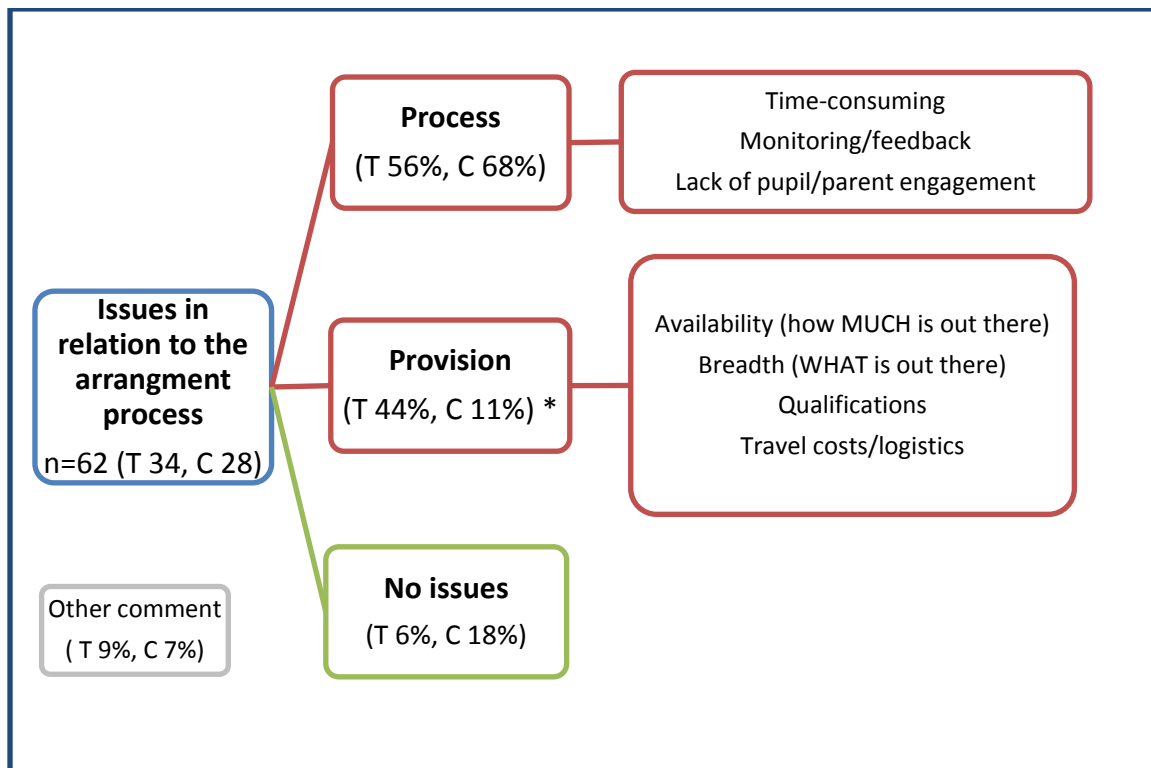 Process
(T 56%, C 68%)
Time-consuming
Monitoring/feedback
Lack of pupil/parent engagement
Issues in
relation to the
arrangment
process
n=62 (T 34, C 28)
Provision
(T 44%, C 11%) *
Availability (how MUCH is out there)
Breadth (WHAT is out there)
Qualifications
Travel costs/logistics
No issues
(T 6%, C 18%)
Other comment
( T 9%, C 7%)